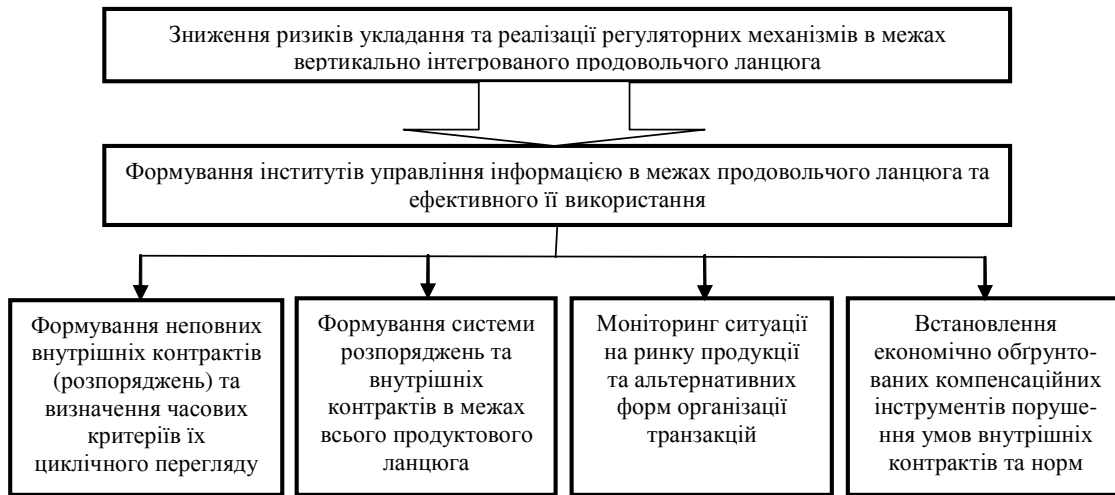 Зниження ризиків укладання та реалізації регуляторних механізмів в межах
вертикально інтегрованого продовольчого ланцюга
Формування інститутів управління інформацією в межах продовольчого ланцюга та
ефективного її використання
Формування неповних
внутрішніх контрактів
(розпоряджень) та
визначення часових
критеріїв їх
циклічного перегляду
Формування системи
розпоряджень та
внутрішніх
контрактів в межах
всього продуктового
ланцюга
Моніторинг ситуації
на ринку продукції
та альтернативних
форм організації
транзакцій
Встановлення
економічно обґрунто-
ваних компенсаційних
інструментів поруше-
ення умов внутрішніх
контрактів та норм